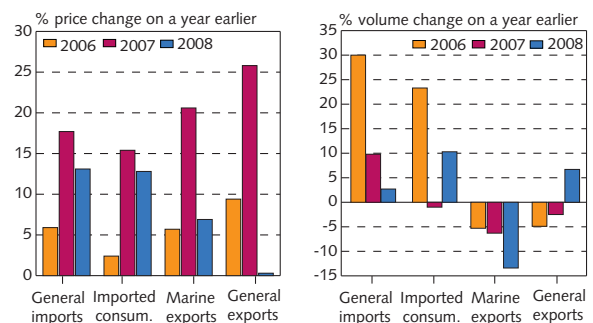 % price change on a year earlier
2006 2007 2008
30
25
20
15
10
5
0
General imports
Imported consum.
Marine exports
General exports
% volume change on a year earlier
2006 2007 2008
35
30
25
20
15
10
5
0
-5
-10
-15
General imports
Imported consum.
Marine exports
General exports